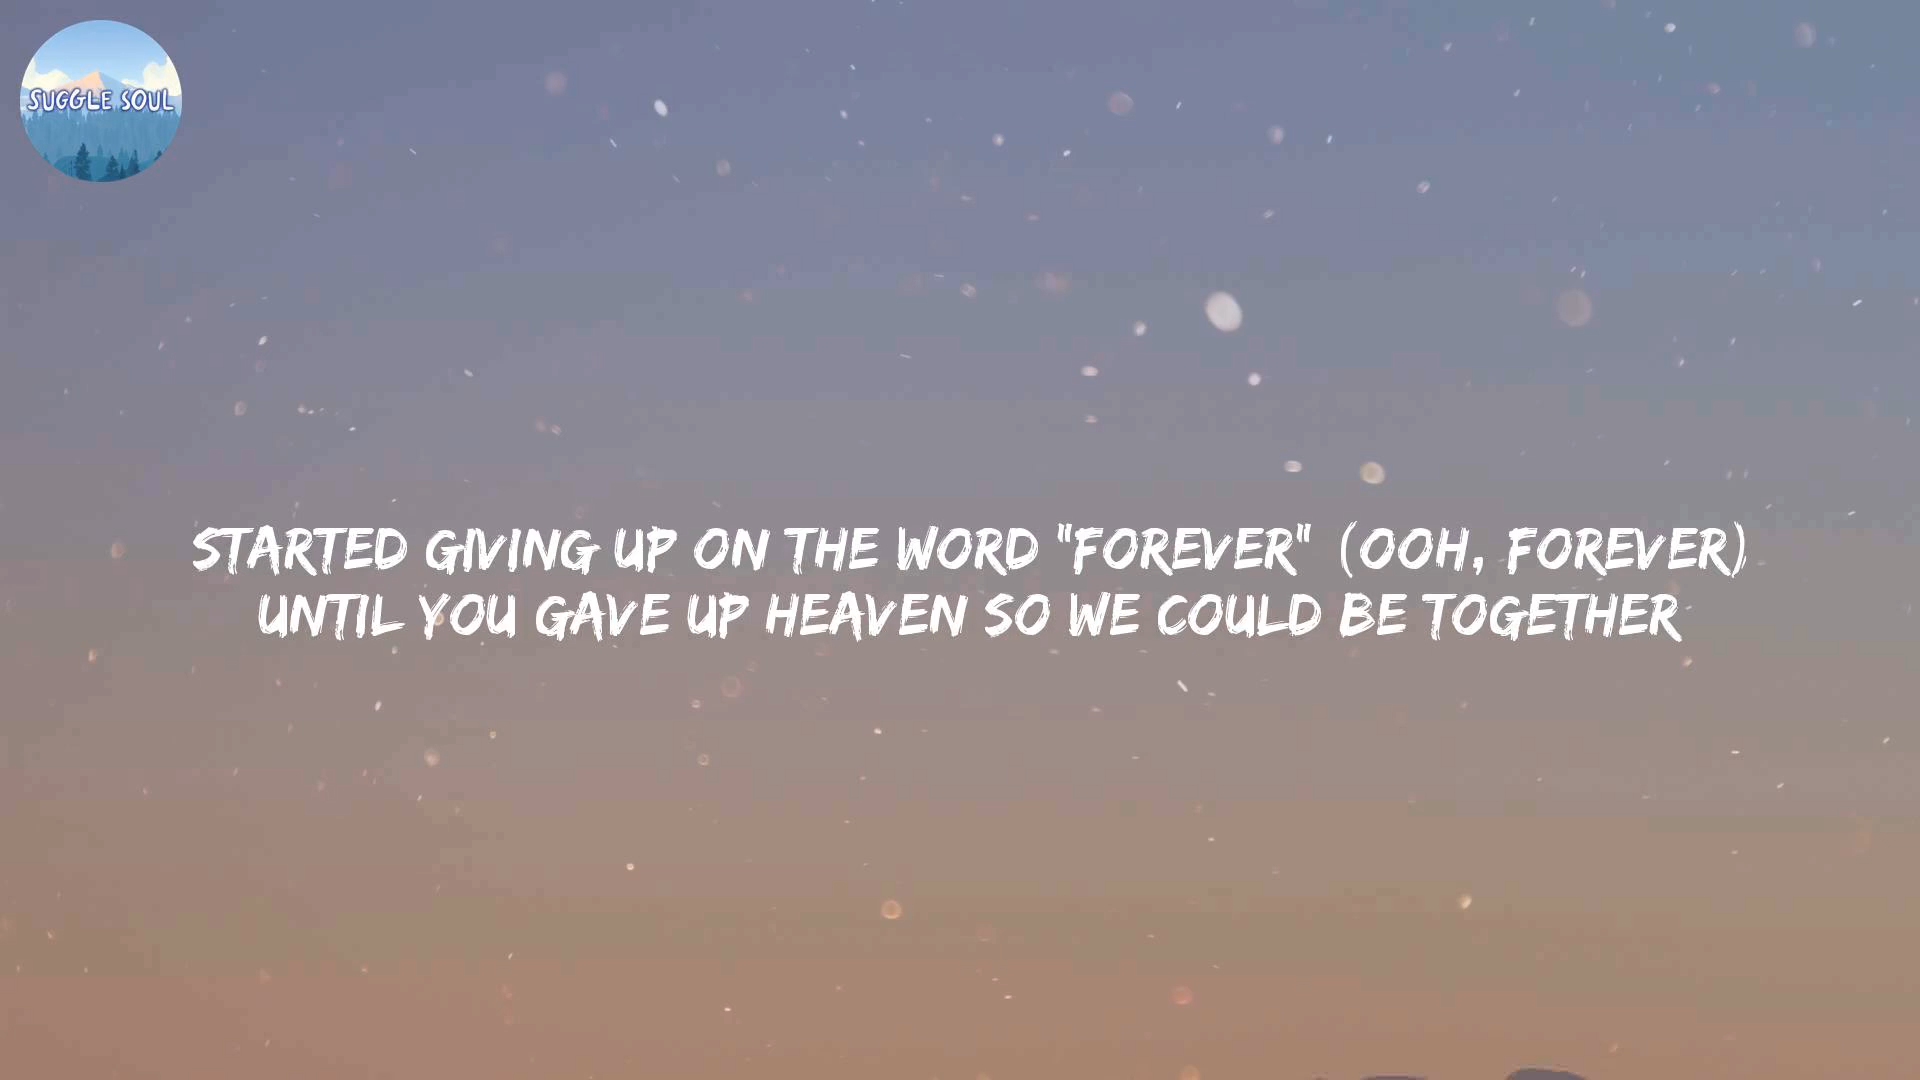 SUGGLE SOUL
STARTED GIVING UP ON THE WORD "FOREVER" (OOH, FOREVER)
UNTIL YOU GAVE UP HEAVEN SO WE COULD BE TOGETHER